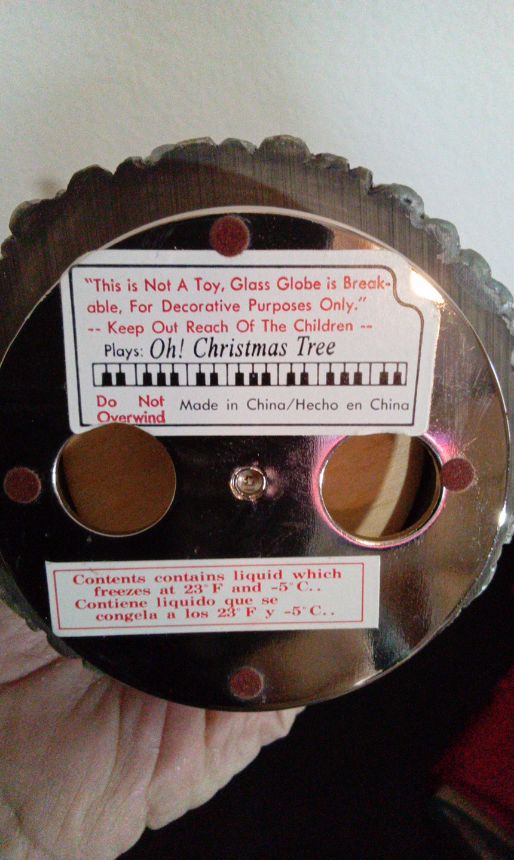 "This is Not A Toy, Glass Globe is Break-
able, For Decorative Purposes Only."
-- Keep Out Reach Of The Children --
Plays: Oh! Christmas Tree
Do Not Made in China/Hecho en China
Overwind
Contents contains liquid which
freezes at 23°F and -5°C..
Contiene liquido que se
congela a los 23°F y -5°C..